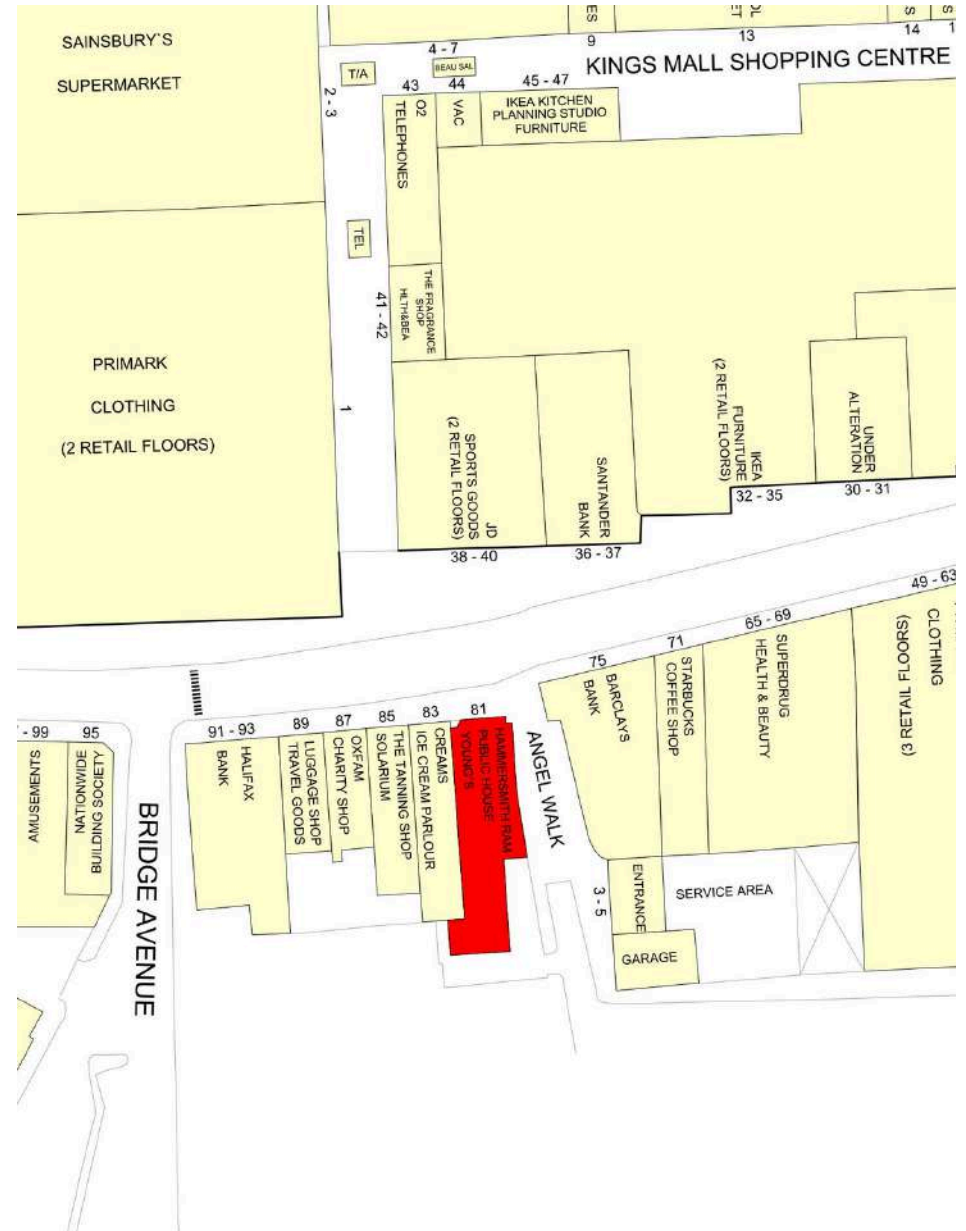 SAINSBURY'S
SUPERMARKET
2 - 3
T/A
4 - 7
BEAU SAL
9
13
14
KINGS MALL SHOPPING CENTRE
43
44
45 - 47
O2
TELEPHONES
VAC
IKEA KITCHEN
PLANNING STUDIO
FURNITURE
TEL
THE FRAGRANCE
SHOP
HLTH&BEA
41 - 42
PRIMARK
CLOTHING
(2 RETAIL FLOORS)
1
JD
SPORTS GOODS
(2 RETAIL FLOORS)
38 - 40
SANTANDER
BANK
36 - 37
IKEA
FURNITURE
(2 RETAIL FLOORS)
32 - 35
UNDER
ALTERATION
30 - 31
49 - 63
CLOTHING
(3 RETAIL FLOORS)
65 - 69
SUPERDRUG
HEALTH & BEAUTY
71
STARBUCKS
COFFEE SHOP
75
BARCLAYS
BANK
ANGEL WALK
81
HAMMERSMITH RAM
PUBLIC HOUSE
YOUNG'S
83
CREAMS
ICE CREAM PARLOUR
85
THE TANNING SHOP
SOLARIUM
87
OXFAM
CHARITY SHOP
89
LUGGAGE SHOP
TRAVEL GOODS
91 - 93
HALIFAX
BANK
BRIDGE AVENUE
95
NATIONWIDE
BUILDING SOCIETY
- 99
AMUSEMENTS
3 - 5
ENTRANCE
SERVICE AREA
GARAGE